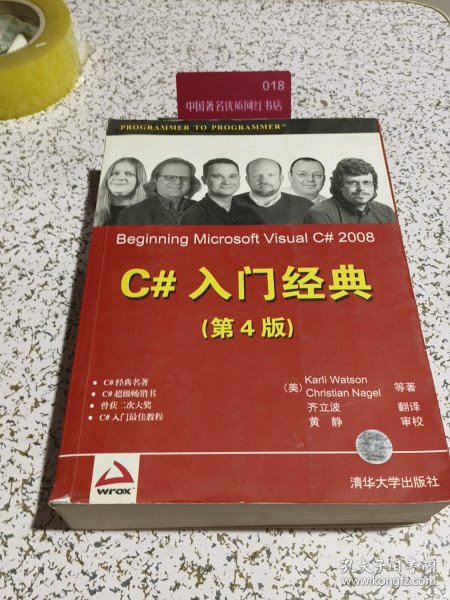 018
中国著名优质网红书店
PROGRAMMER TO PROGRAMMER™
Beginning Microsoft Visual C# 2008
C# 入门经典
(第 4 版)
• C# 经典名著
• C# 超级畅销书
• 曾获二次大奖
• C# 入门最佳教程
(美) Karli Watson
Christian Nagel 等著
齐立波 翻译
黄 静 审校
wrox™
清华大学出版社
孔夫子旧书网
www.kongfz.com